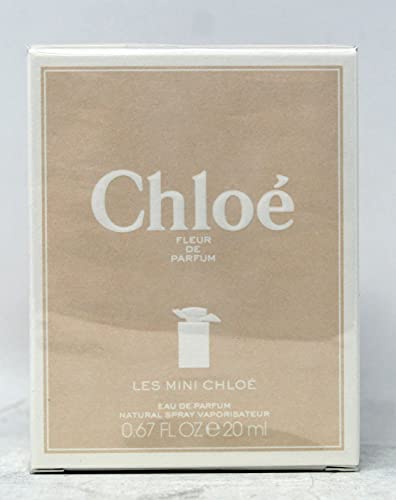 Chloé
FLEUR
DE
PARFUM
LES MINI CHLOÉ
EAU DE PARFUM
NATURAL SPRAY VAPORISATEUR
0.67 FL OZ ℮ 20 ml